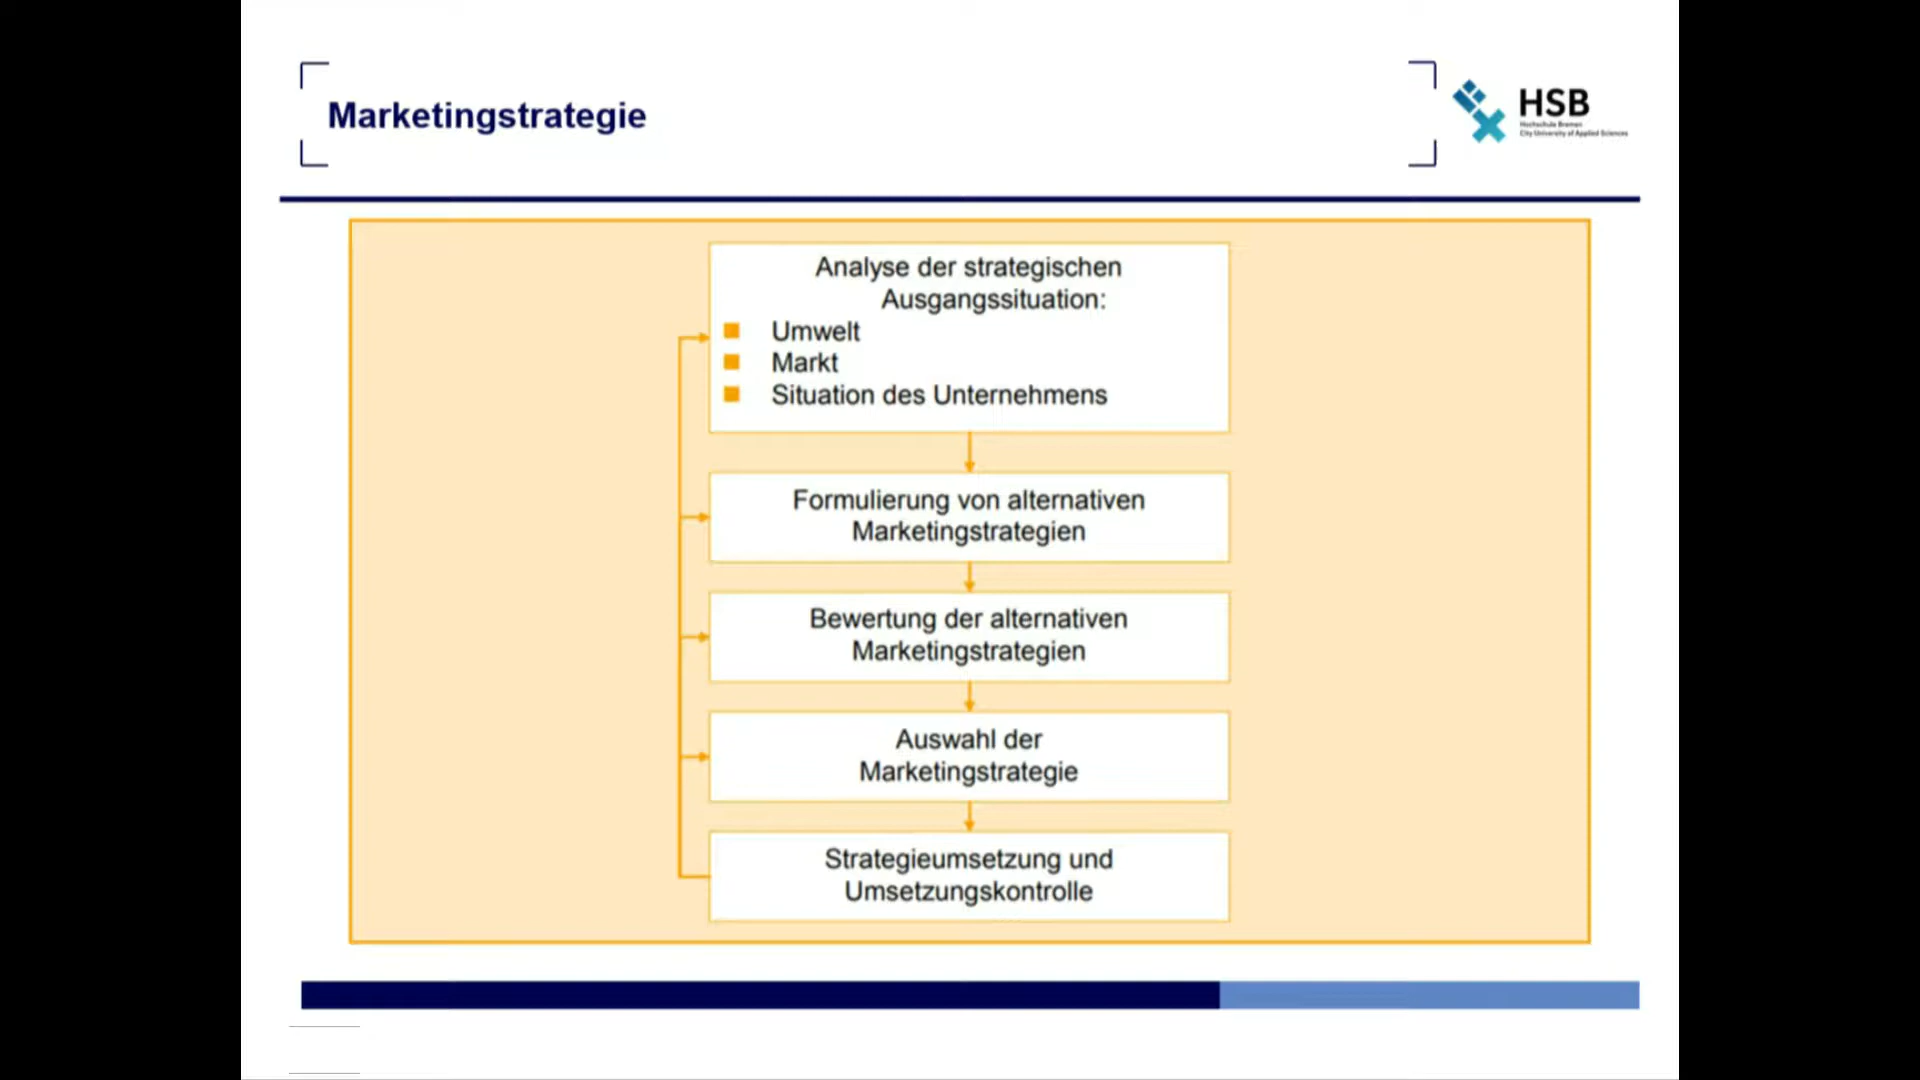 Marketingstrategie
HSB
Hochschule Bremen
City University of Applied Sciences
Analyse der strategischen
Ausgangssituation:
Umwelt
Markt
Situation des Unternehmens
Formulierung von alternativen
Marketingstrategien
Bewertung der alternativen
Marketingstrategien
Auswahl der
Marketingstrategie
Strategieumsetzung und
Umsetzungskontrolle